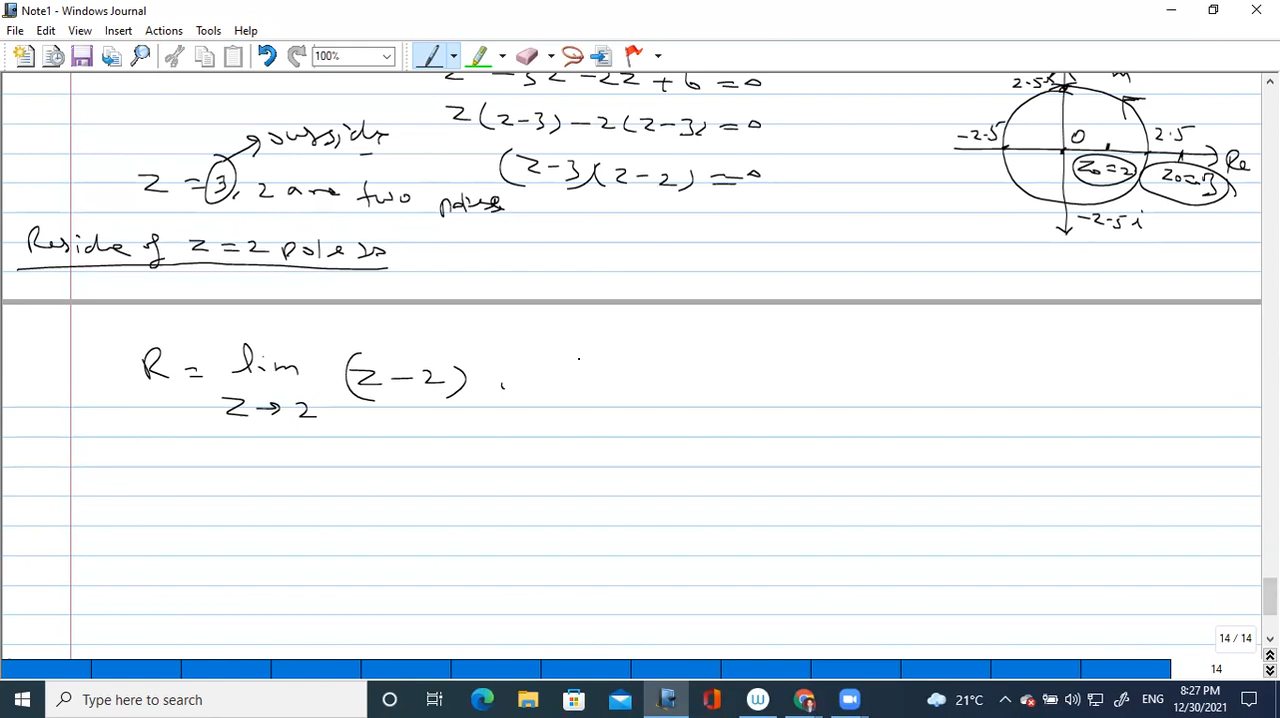 Note1 - Windows Journal
File Edit View Insert Actions Tools Help
100%
z(z-3)-2(z-3)=0
(z-3)(z-2)=0
z=3, 2 are two poles
outside
Reside of z=2 pole is
2.5i
-2.5
0
2.5
Re
z₀=2
z₀=3
-2.5i
R = lim (z-2) .
z→2
14 / 14
14
Type here to search
21°C
ENG
8:27 PM
12/30/2021